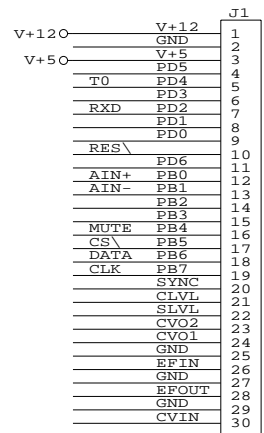 J1
V+12 V+12 1
GND 2
V+5 V+5 3
PD5 4
T0 PD4 5
PD3 6
RXD PD2 7
PD1 8
PD0 9
RES\ 10
PD6 11
AIN+ PB0 12
AIN- PB1 13
PB2 14
PB3 15
MUTE PB4 16
CS\ PB5 17
DATA PB6 18
CLK PB7 19
SYNC 20
CLVL 21
SLVL 22
CVO2 23
CVO1 24
GND 25
EFIN 26
GND 27
EFOUT 28
GND 29
CVIN 30